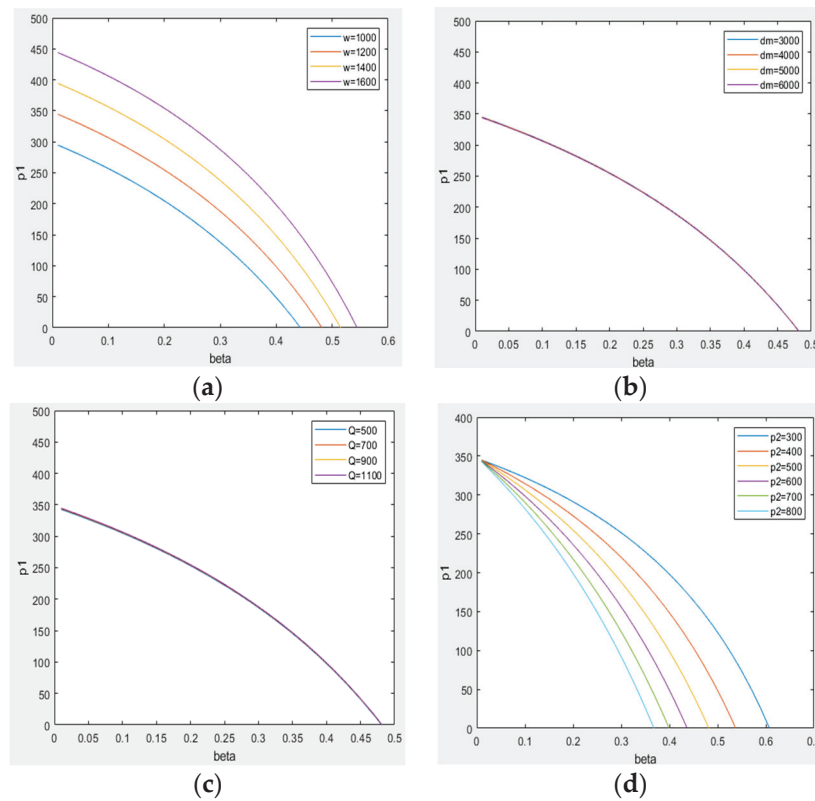 500
450
400
350
300
250
200
150
100
50
0
p1
w=1000
w=1200
w=1400
w=1600
0 0.1 0.2 0.3 0.4 0.5 0.6
beta
(a)
500
450
400
350
300
250
200
150
100
50
0
p1
dm=3000
dm=4000
dm=5000
dm=6000
0 0.05 0.1 0.15 0.2 0.25 0.3 0.35 0.4 0.45 0.5
beta
(b)
500
450
400
350
300
250
200
150
100
50
0
p1
Q=500
Q=700
Q=900
Q=1100
0 0.05 0.1 0.15 0.2 0.25 0.3 0.35 0.4 0.45 0.5
beta
(c)
400
350
300
250
200
150
100
50
0
p1
p2=300
p2=400
p2=500
p2=600
p2=700
p2=800
0 0.1 0.2 0.3 0.4 0.5 0.6
beta
(d)